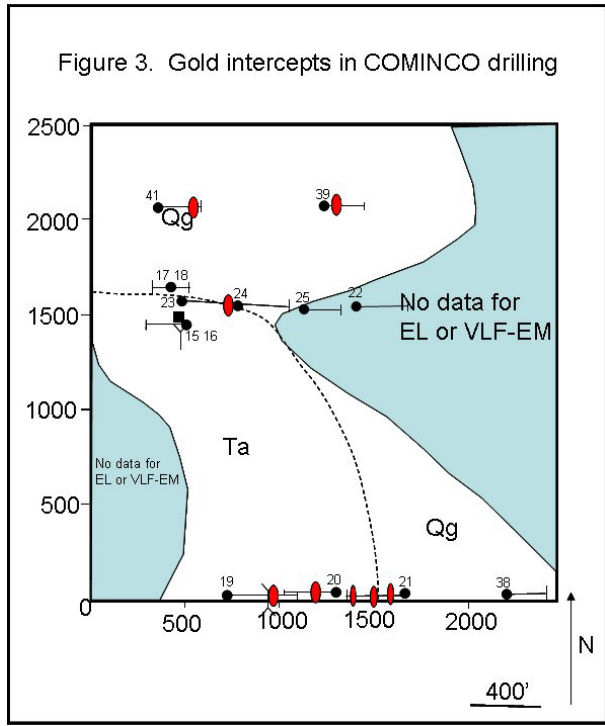 Figure 3. Gold intercepts in COMINCO drilling
2500
41
39
2000
Qg
17 18
23
24
25
22
1500
No data for
EL or VLF-EM
15 16
1000
Ta
No data for
EL or VLF-EM
500
Qg
19
20
21
38
0
0
500
1000
1500
2000
N
400'